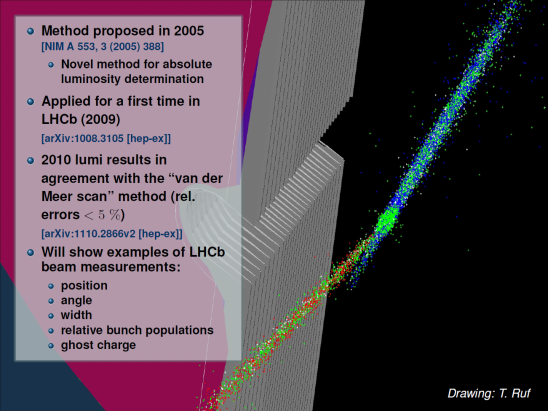 Method proposed in 2005
[NIM A 553, 3 (2005) 388]
Novel method for absolute
luminosity determination
Applied for a first time in
LHCb (2009)
[arXiv:1008.3105 [hep-ex]]
2010 lumi results in
agreement with the “van der
Meer scan” method (rel.
errors < 5 %)
[arXiv:1110.2866v2 [hep-ex]]
Will show examples of LHCb
beam measurements:
position
angle
width
relative bunch populations
ghost charge
Drawing: T. Ruf